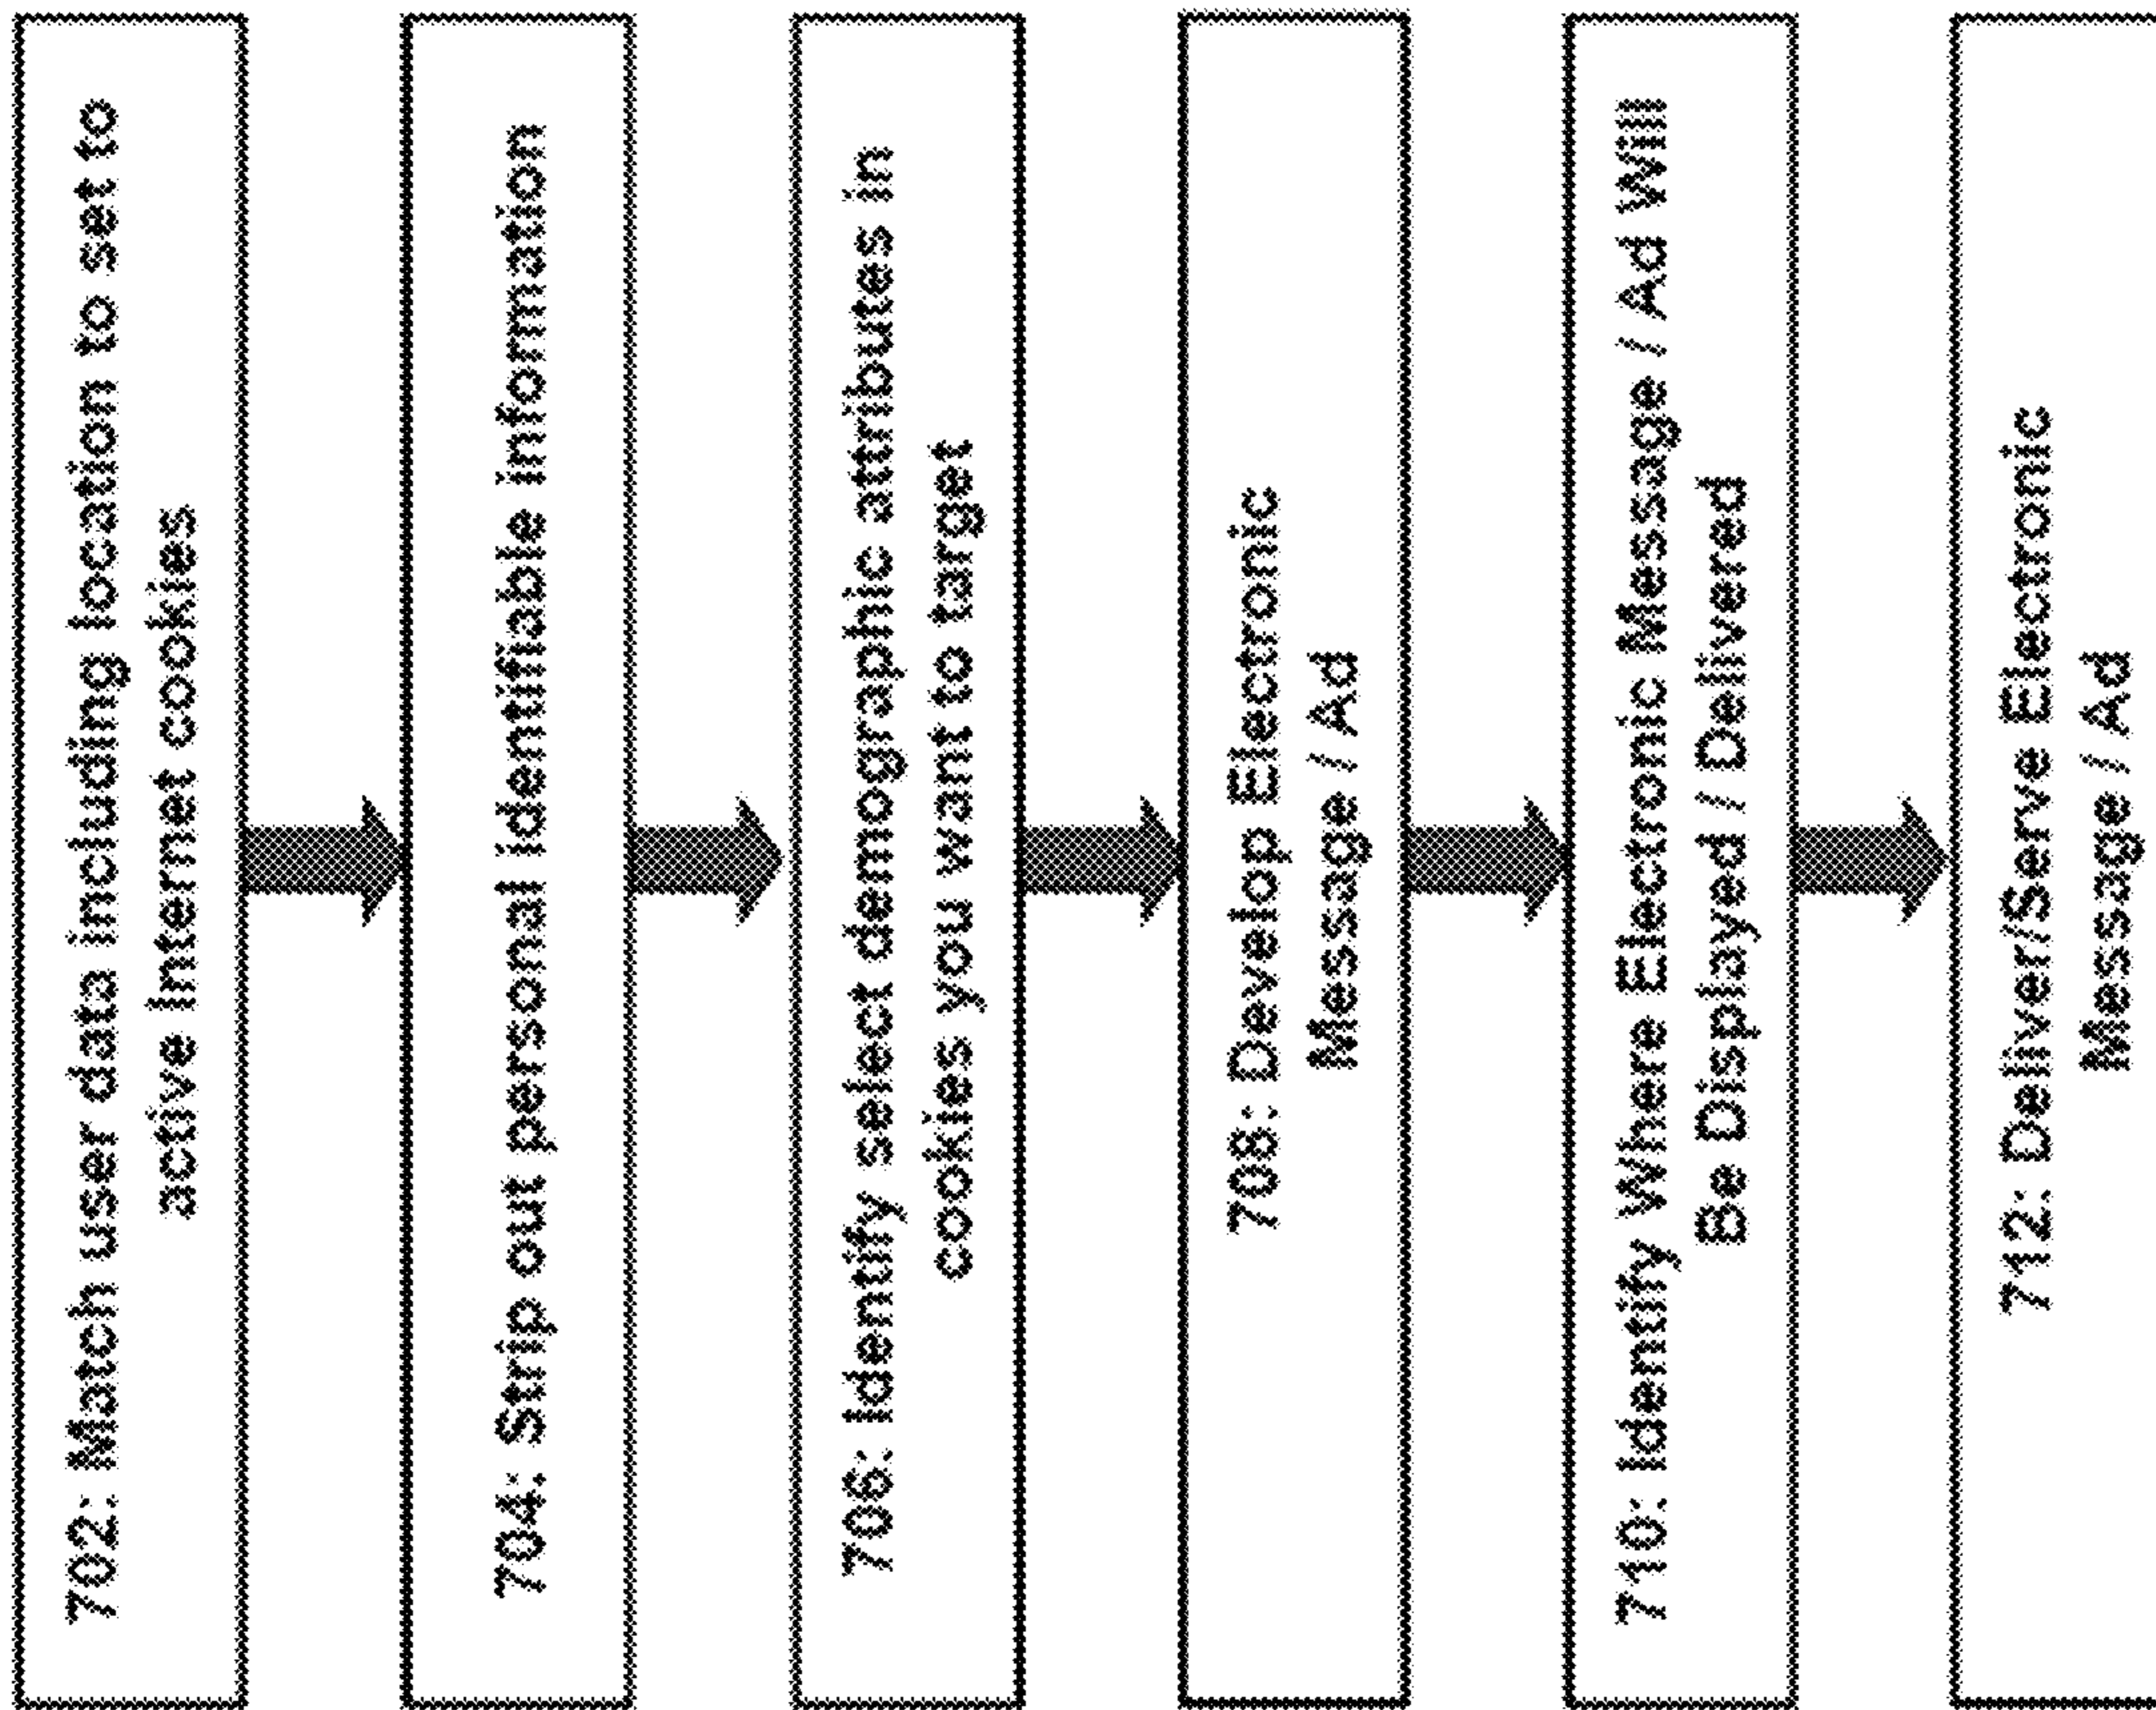 702: Match user data including location to set to
active Internet cookies
704: Strip out personal identifiable information
706: Identify select demographic attributes in
cookies you want to target
708: Develop Electronic
Message / Ad
710: Identify Where Electronic Message / Ad Will
Be Displayed / Delivered
712: Deliver/Serve Electronic
Message / Ad